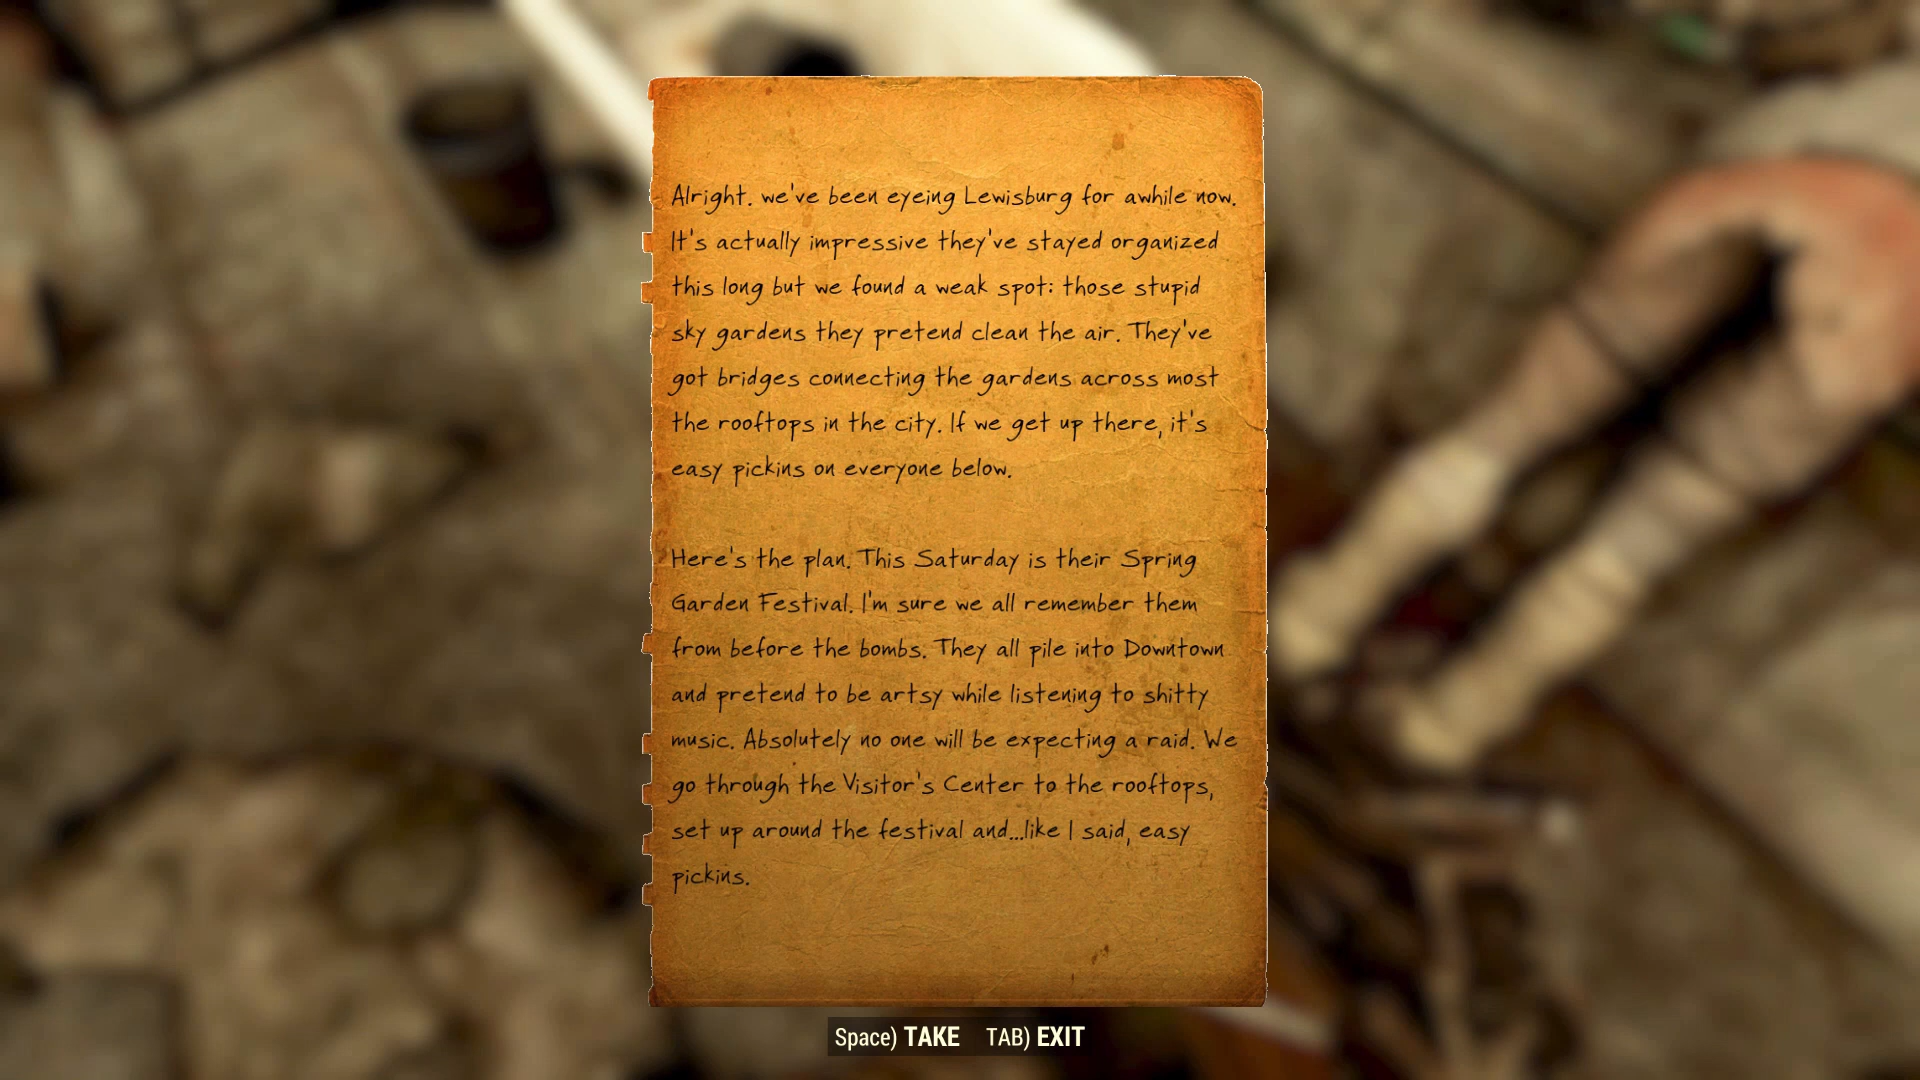 Alright. we've been eyeing Lewisburg for awhile now.
It's actually impressive they've stayed organized
this long but we found a weak spot: those stupid
sky gardens they pretend clean the air. They've
got bridges connecting the gardens across most
the rooftops in the city. If we get up there, it's
easy pickins on everyone below.
Here's the plan. This Saturday is their Spring
Garden Festival. I'm sure we all remember them
from before the bombs. They all pile into Downtown
and pretend to be artsy while listening to shitty
music. Absolutely no one will be expecting a raid. We
go through the Visitor's Center to the rooftops,
set up around the festival and...like I said, easy
pickins.
Space) TAKE TAB) EXIT